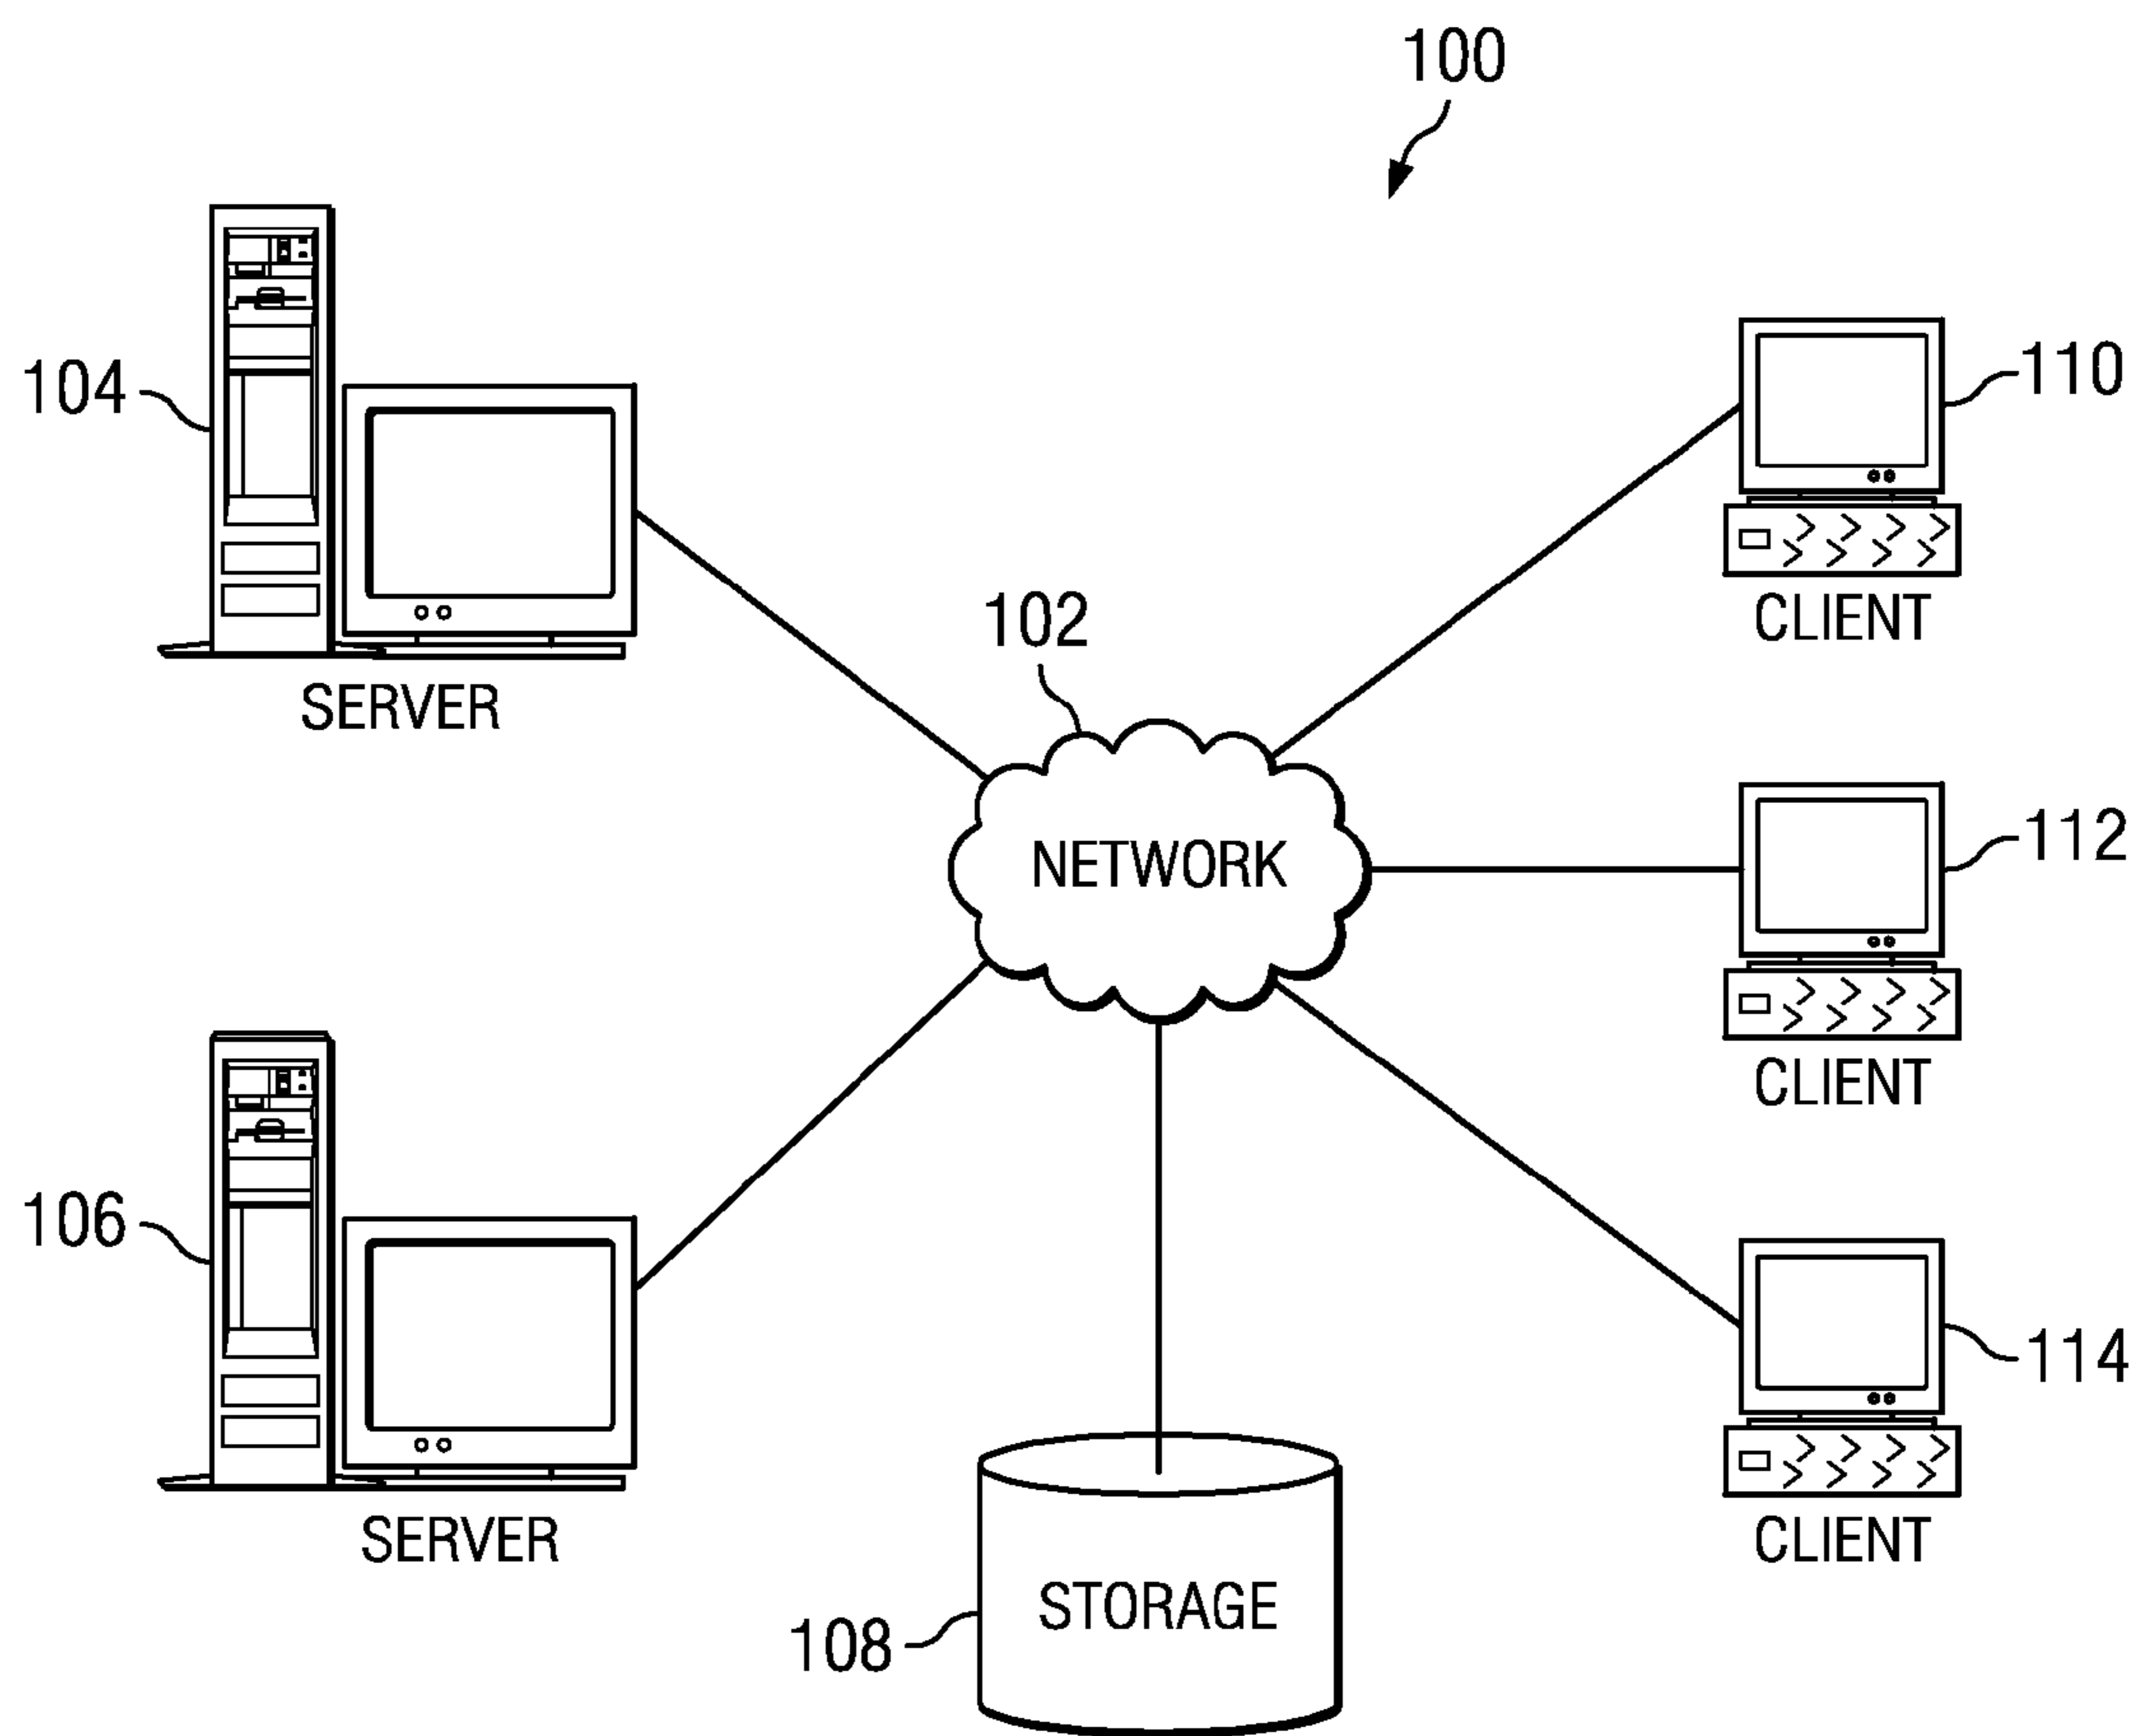 100
104
110
SERVER
102
CLIENT
NETWORK
112
CLIENT
106
114
SERVER
CLIENT
STORAGE
108